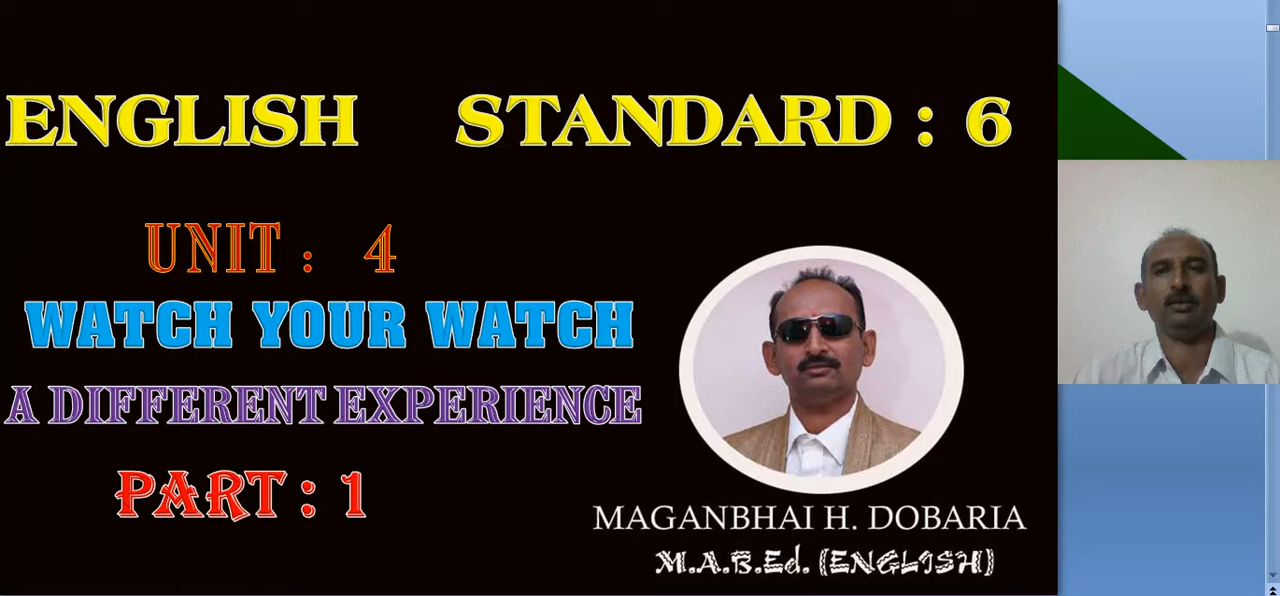 ENGLISH STANDARD : 6
UNIT : 4
WATCH YOUR WATCH
A DIFFERENT EXPERIENCE
PART : 1
MAGANBHAI H. DOBARIA
M.A.B.Ed. (ENGLISH)